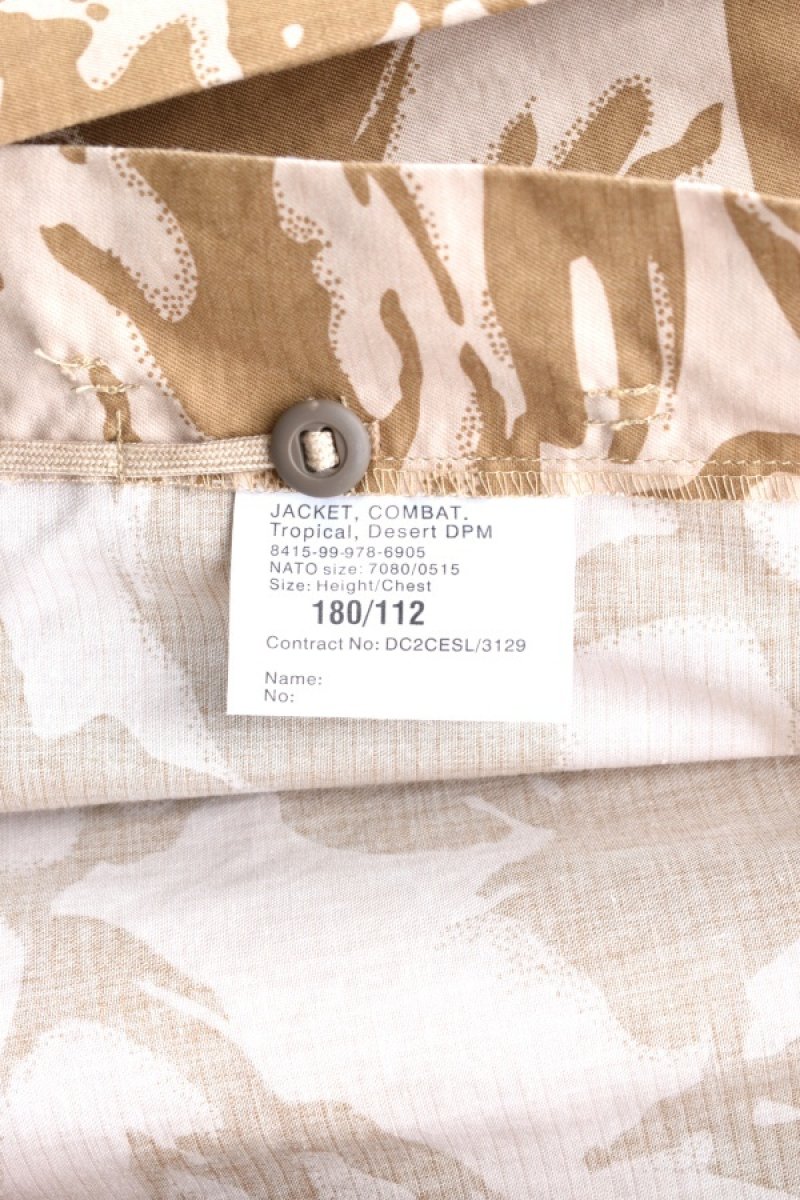 JACKET, COMBAT.
Tropical, Desert DPM
8415-99-978-6905
NATO size: 7080/0515
Size: Height/Chest
180/112
Contract No: DC2CESL/3129
Name:
No: